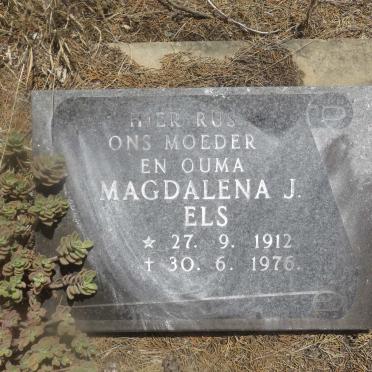 HIER RUS
ONS MOEDER
EN OUMA
MAGDALENA J.
ELS
★ 27. 9. 1912
† 30. 6. 1976.